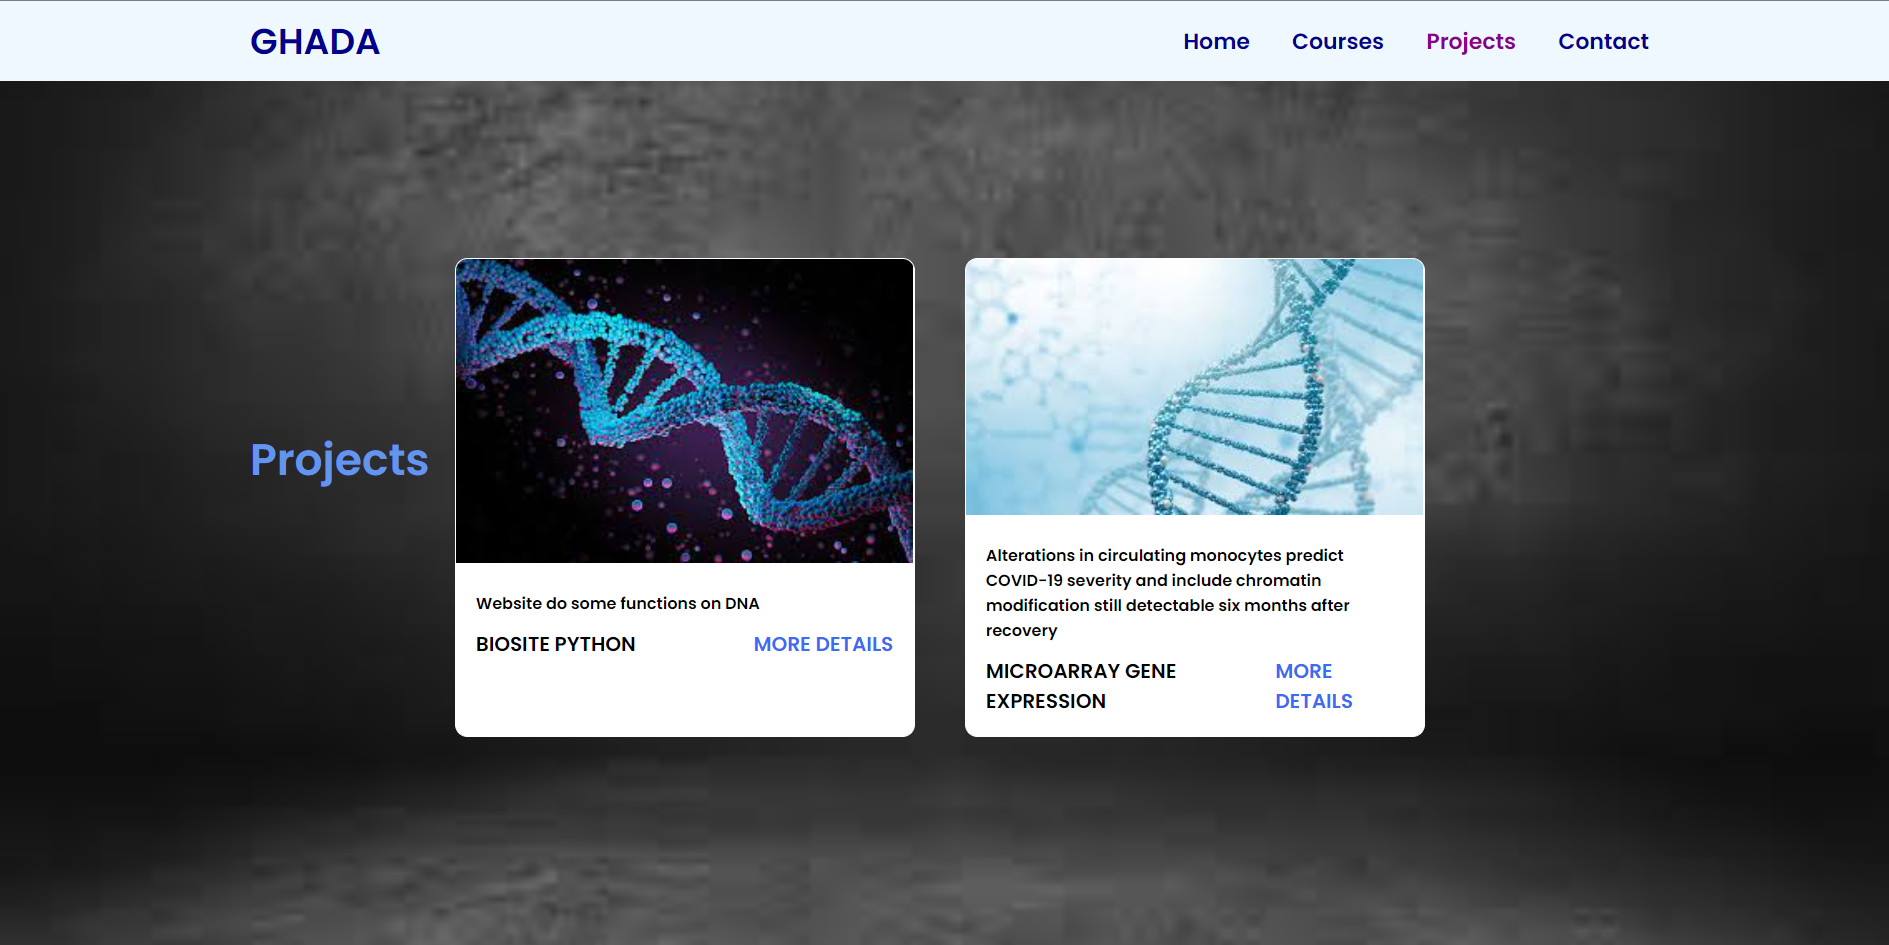 GHADA
Home Courses Projects Contact
Projects
Website do some functions on DNA
BIOSITE PYTHON
MORE DETAILS
Alterations in circulating monocytes predict
COVID-19 severity and include chromatin
modification still detectable six months after
recovery
MICROARRAY GENE
EXPRESSION
MORE
DETAILS